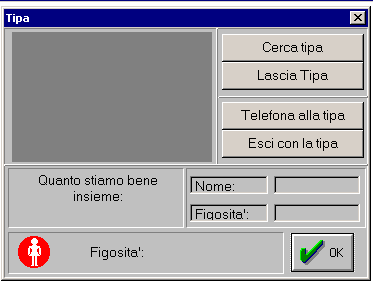 Tipa
Cerca tipa
Lascia Tipa
Telefona alla tipa
Esci con la tipa
Quanto stiamo bene
insieme:
Nome:
Figosita':
Figosita':
OK